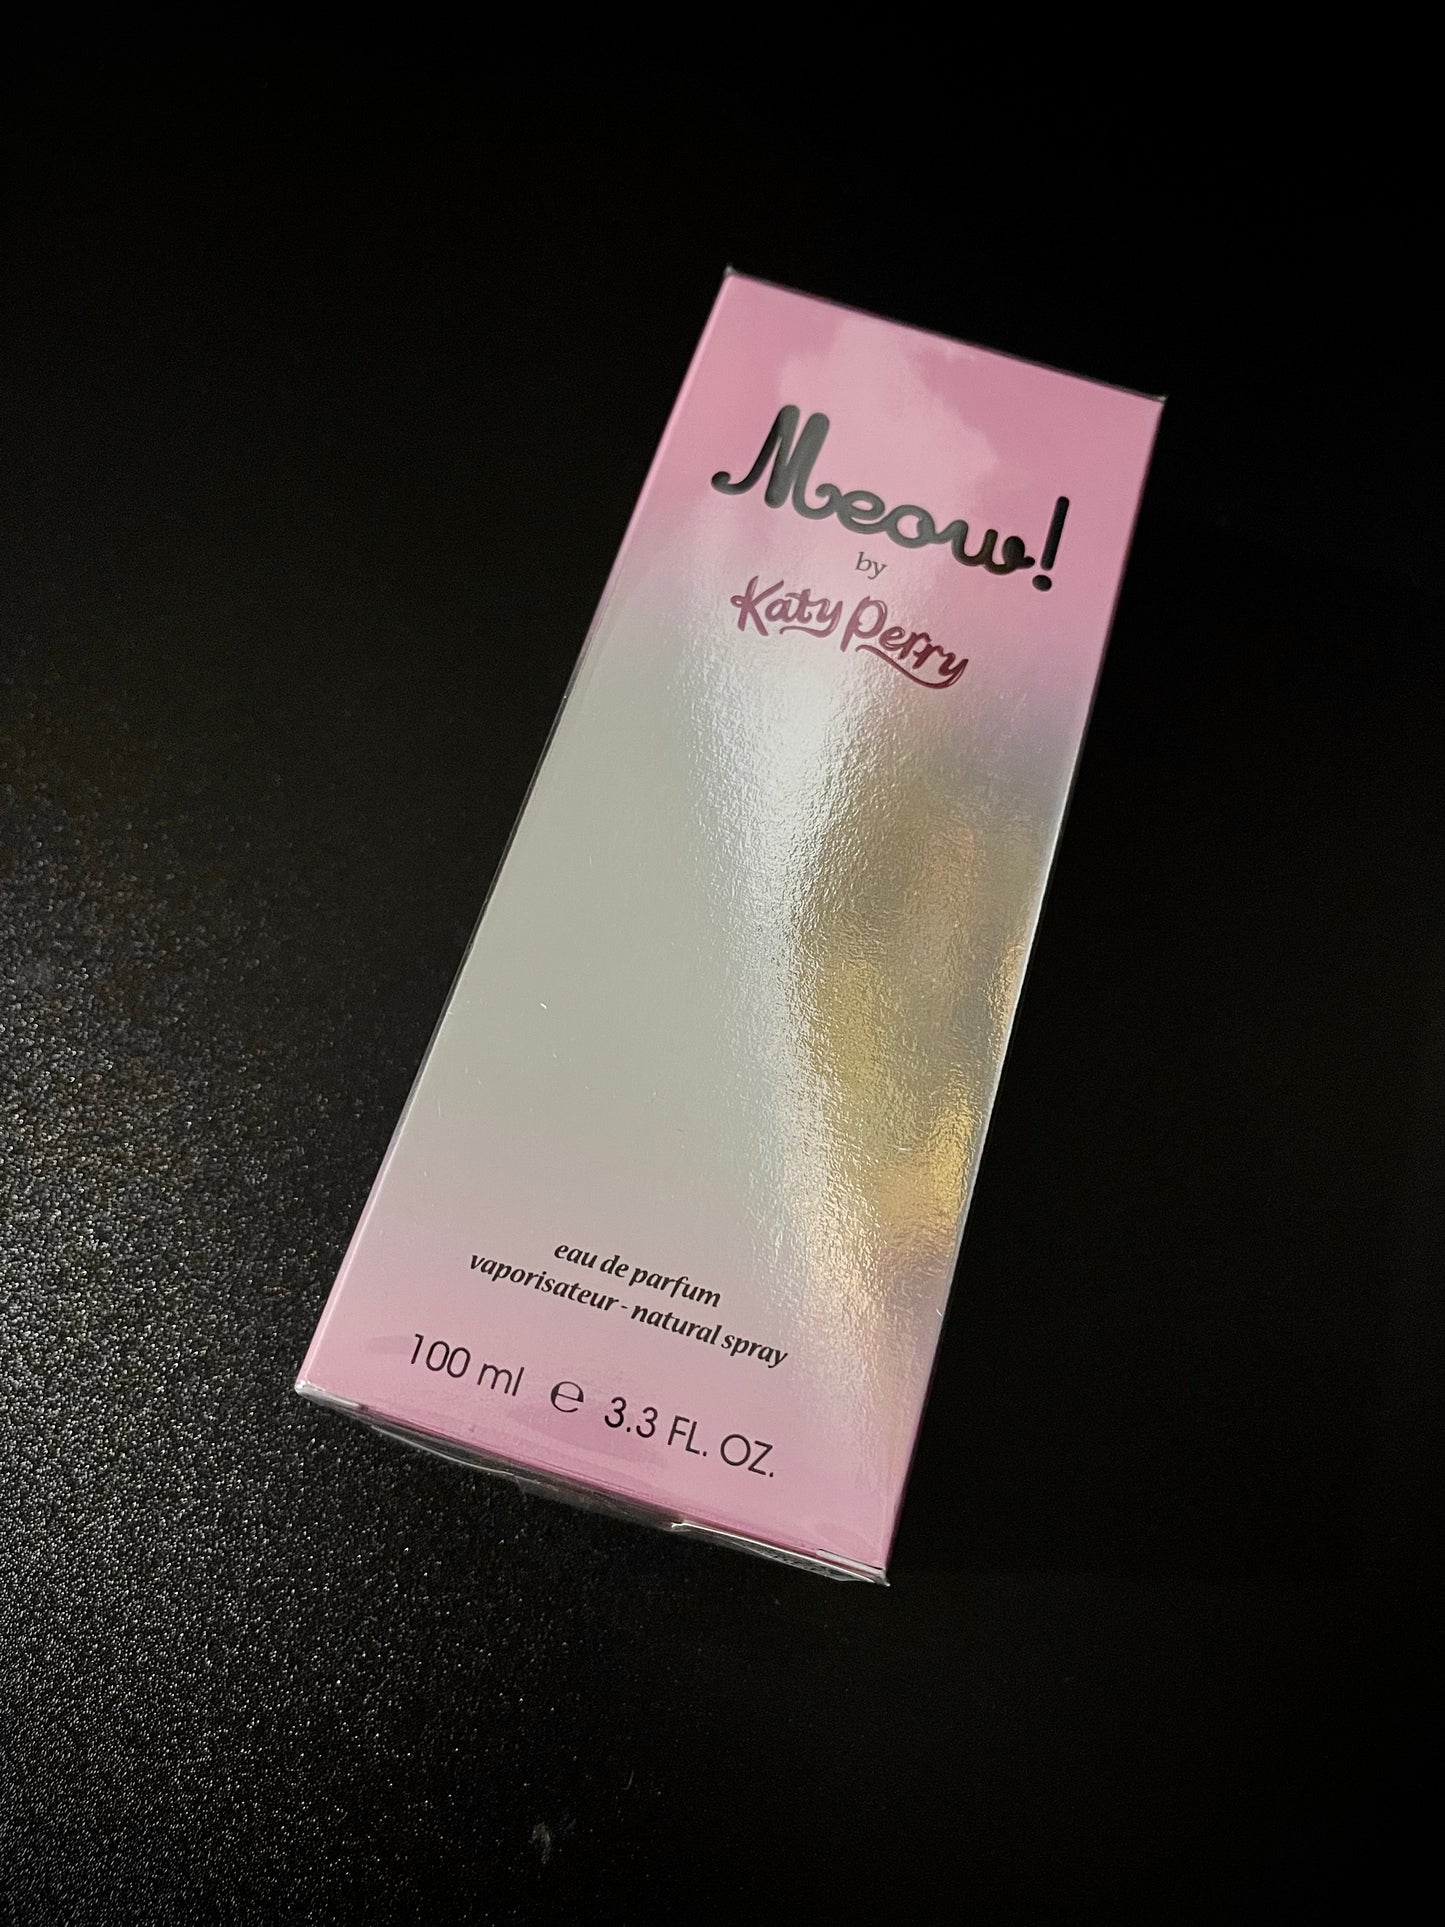 Meow!
by
Katy Perry
eau de parfum
vaporisateur - natural spray
100 ml ℮ 3.3 FL. OZ.